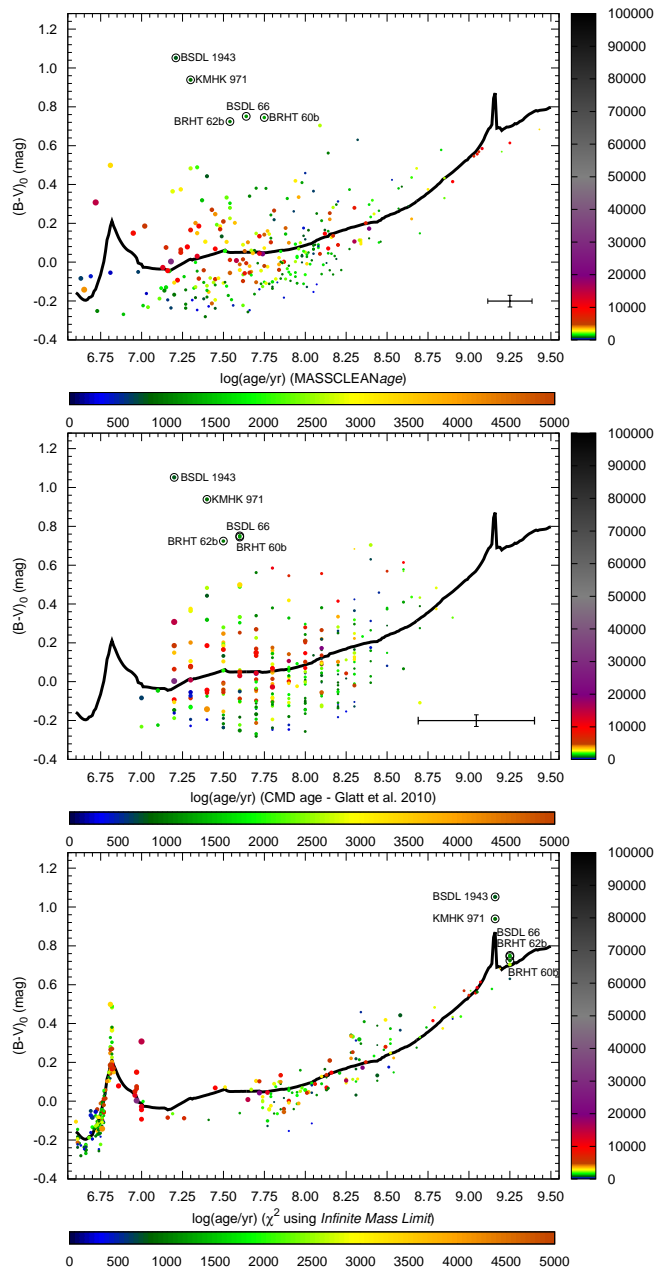 1.2
1.0
0.8
0.6
0.4
0.2
0.0
-0.2
-0.4
(B-V)0 (mag)
BSDL 1943
KMHK 971
BSDL 66
BRHT 62b
BRHT 60b
6.75 7.00 7.25 7.50 7.75 8.00 8.25 8.50 8.75 9.00 9.25 9.50
log(age/yr) (MASSCLEANage)
100000
90000
80000
70000
60000
50000
40000
30000
20000
10000
0
0 500 1000 1500 2000 2500 3000 3500 4000 4500 5000
1.2
1.0
0.8
0.6
0.4
0.2
0.0
-0.2
-0.4
(B-V)0 (mag)
BSDL 1943
KMHK 971
BSDL 66
BRHT 62b
BRHT 60b
6.75 7.00 7.25 7.50 7.75 8.00 8.25 8.50 8.75 9.00 9.25 9.50
log(age/yr) (CMD age - Glatt et al. 2010)
100000
90000
80000
70000
60000
50000
40000
30000
20000
10000
0
0 500 1000 1500 2000 2500 3000 3500 4000 4500 5000
1.2
1.0
0.8
0.6
0.4
0.2
0.0
-0.2
-0.4
(B-V)0 (mag)
BSDL 1943
KMHK 971
BSDL 66
BRHT 62b
BRHT 60b
6.75 7.00 7.25 7.50 7.75 8.00 8.25 8.50 8.75 9.00 9.25 9.50
log(age/yr) (χ2 using Infinite Mass Limit)
100000
90000
80000
70000
60000
50000
40000
30000
20000
10000
0
0 500 1000 1500 2000 2500 3000 3500 4000 4500 5000